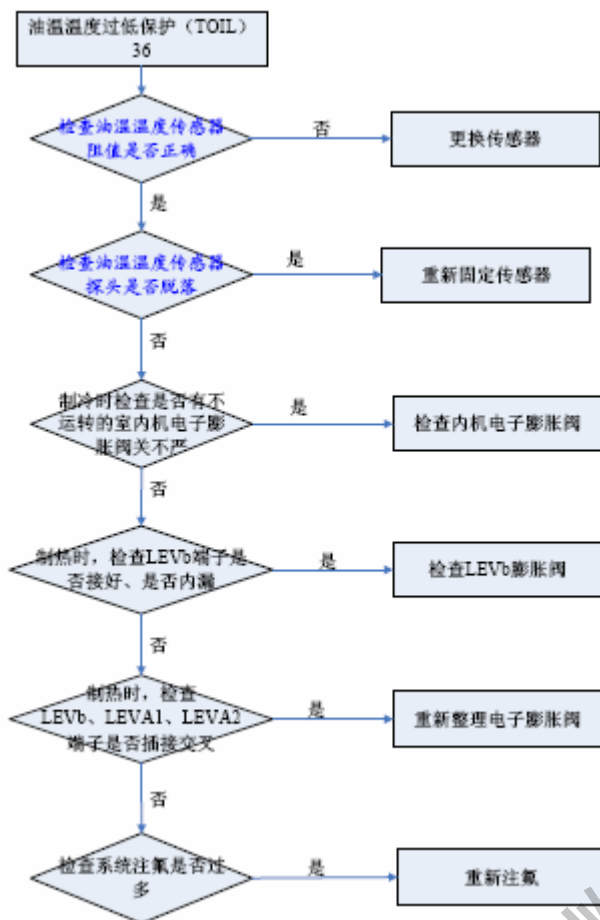 油温温度过低保护（TOIL）
36
检查油温温度传感器
阻值是否正确
否
更换传感器
是
检查油温温度传感器
探头是否脱落
是
重新固定传感器
否
制冷时检查是否有不
运转的室内机电子膨
胀阀关不严
是
检查内机电子膨胀阀
否
制热时，检查LEVb端子是
否接好、是否内漏
是
检查LEVb膨胀阀
否
制热时，检查
LEVb、LEVA1、LEVA2
端子是否插接交叉
是
重新整理电子膨胀阀
否
检查系统注氟是否过
多
是
重新注氟